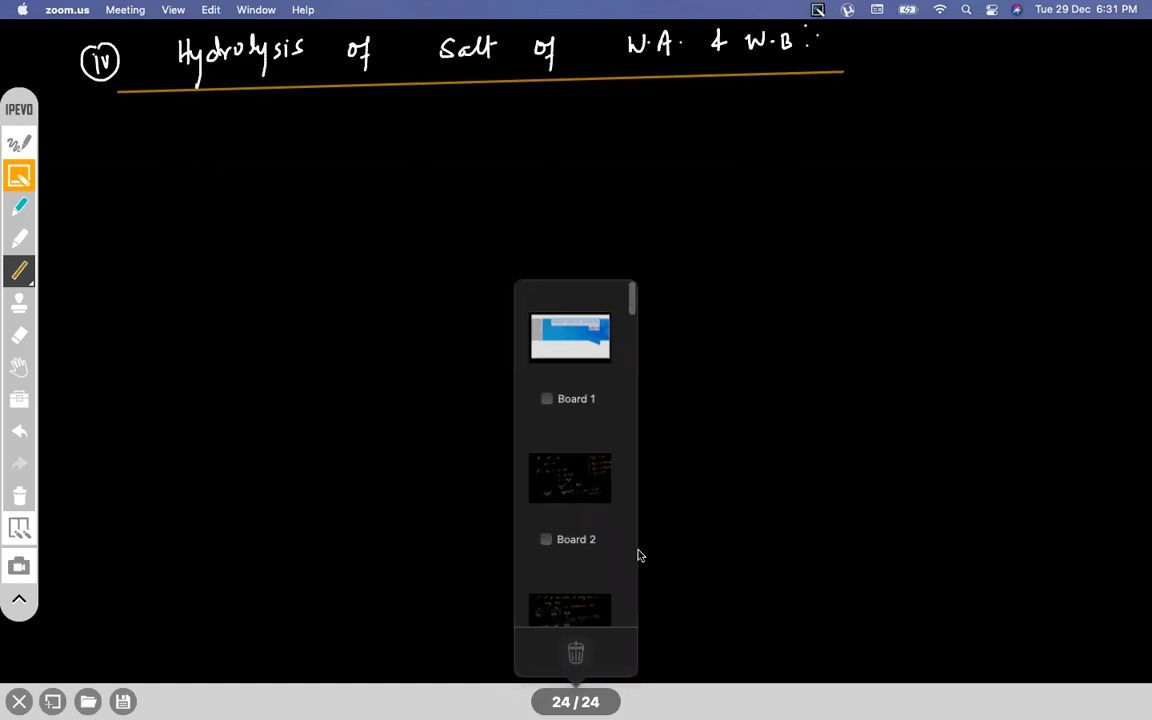 zoom.us Meeting View Edit Window Help Tue 29 Dec 6:31 PM
(iv) Hydrolysis of Salt of W.A. & W.B :
IPEVO
Board 1
Board 2
24 / 24